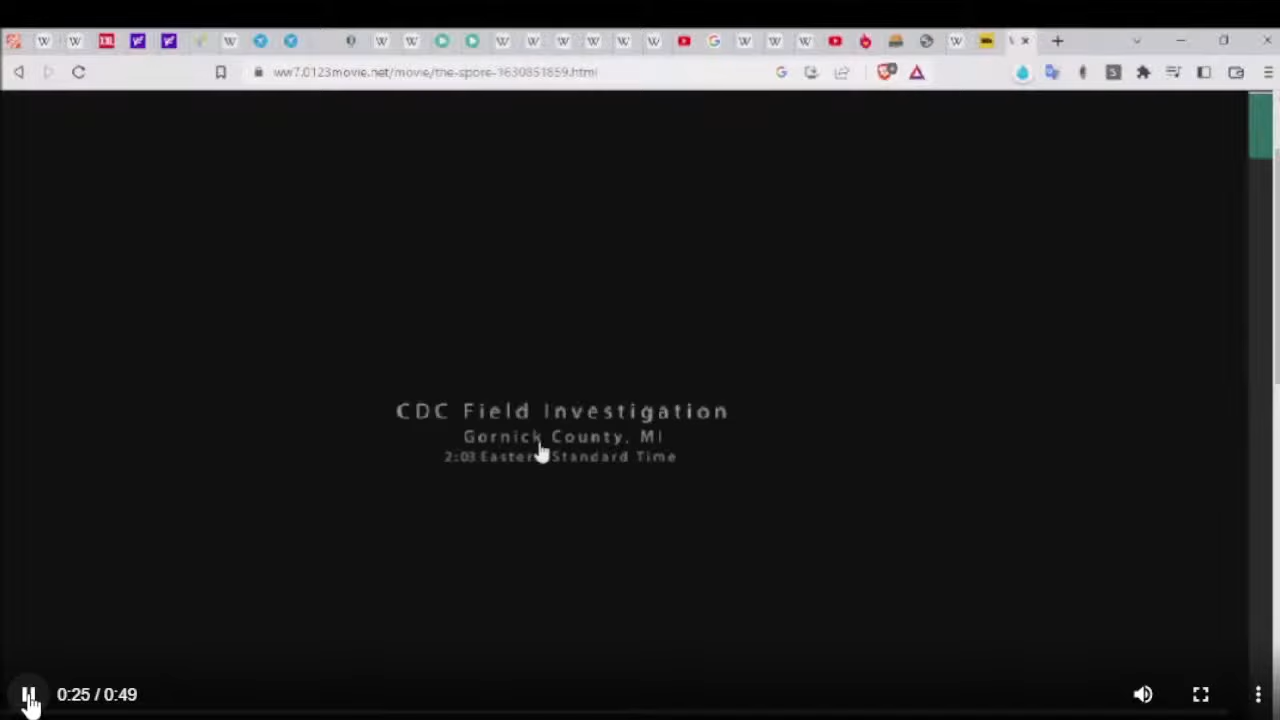 ww7.0123movie.net/movie/the-spore-1630851859.html
CDC Field Investigation
Gornick County, MI
2:03 Eastern Standard Time
0:25 / 0:49